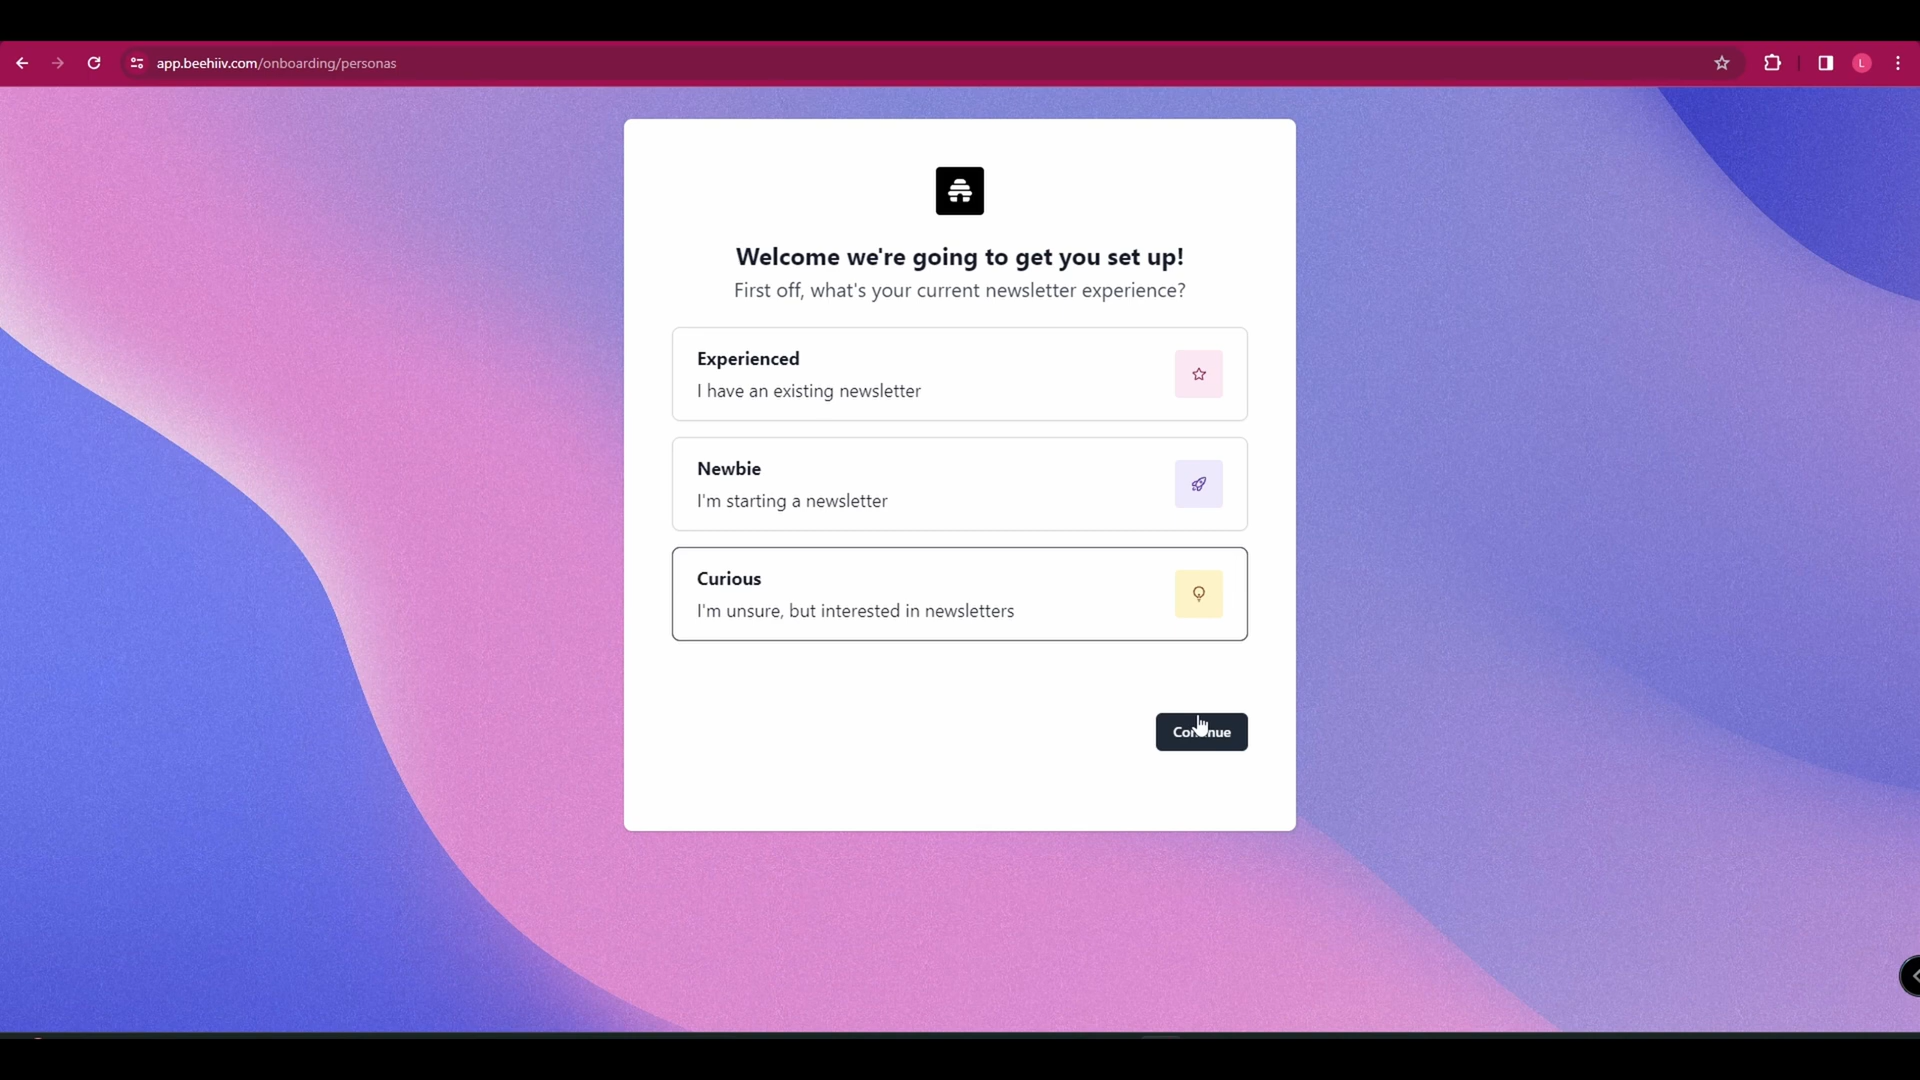 app.beehiiv.com/onboarding/personas
L
Welcome we're going to get you set up!
First off, what's your current newsletter experience?
Experienced
I have an existing newsletter
Newbie
I'm starting a newsletter
Curious
I'm unsure, but interested in newsletters
Continue